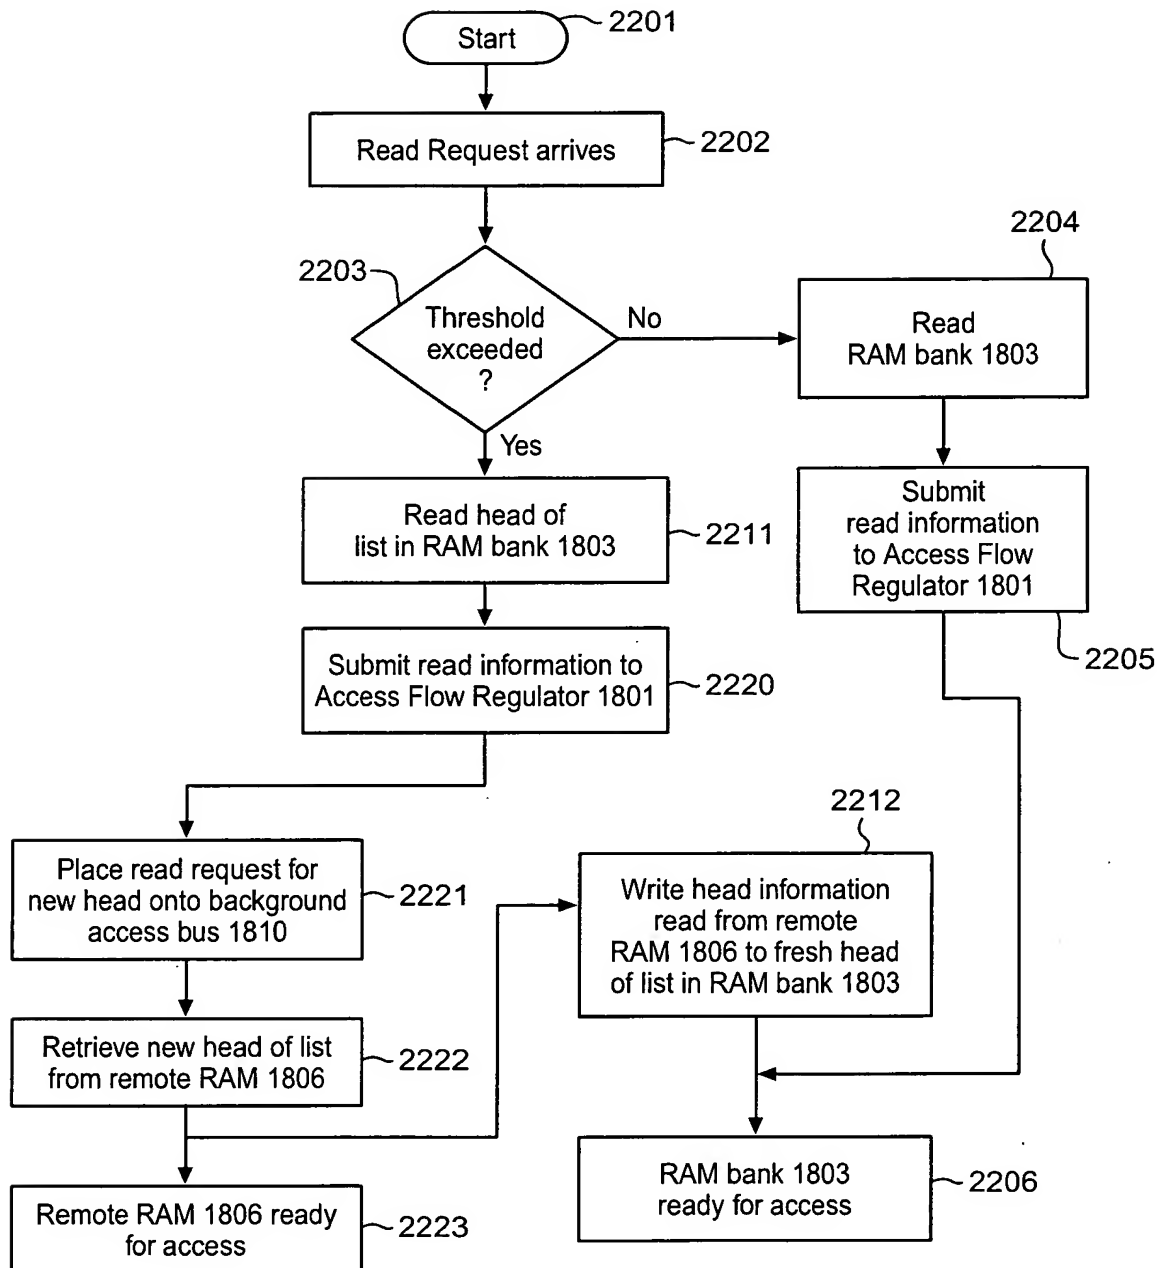 Start
2201
Read Request arrives
2202
2203
Threshold
exceeded
?
No
Yes
2204
Read
RAM bank 1803
Submit
read information
to Access Flow
Regulator 1801
2205
Read head of
list in RAM bank 1803
2211
Submit read information to
Access Flow Regulator 1801
2220
Place read request for
new head onto background
access bus 1810
2221
2212
Write head information
read from remote
RAM 1806 to fresh head
of list in RAM bank 1803
Retrieve new head of list
from remote RAM 1806
2222
Remote RAM 1806 ready
for access
2223
RAM bank 1803
ready for access
2206